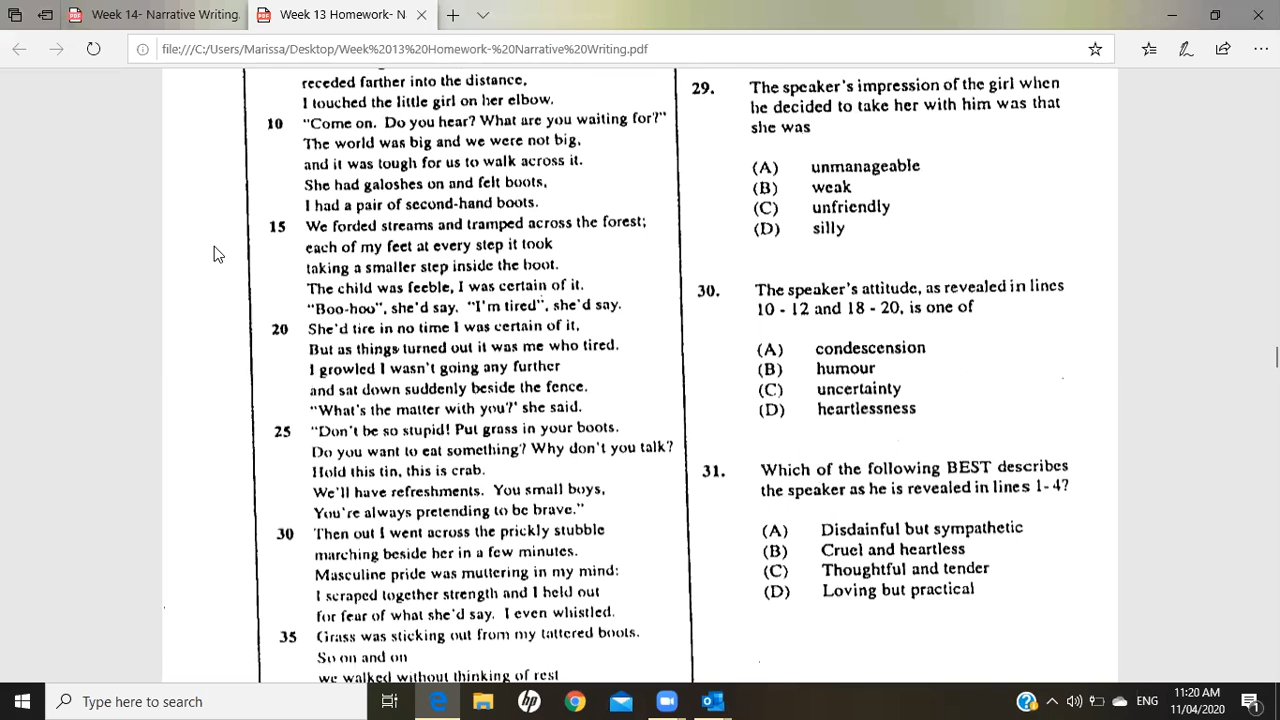 Week 14- Narrative Writing.
Week 13 Homework- N
file:///C:/Users/Marissa/Desktop/Week%2013%20Homework-%20Narrative%20Writing.pdf
receded farther into the distance,
I touched the little girl on her elbow.
10 "Come on. Do you hear? What are you waiting for?"
The world was big and we were not big,
and it was tough for us to walk across it.
She had galoshes on and felt boots,
I had a pair of second-hand boots.
15 We forded streams and tramped across the forest;
each of my feet at every step it took
taking a smaller step inside the boot.
The child was feeble, I was certain of it.
"Boo-hoo", she'd say. "I'm tired", she'd say.
20 She'd tire in no time I was certain of it,
But as things turned out it was me who tired.
I growled I wasn't going any further
and sat down suddenly beside the fence.
"What's the matter with you?' she said.
25 "Don't be so stupid! Put grass in your boots.
Do you want to eat something? Why don't you talk?
Hold this tin, this is crab.
We'll have refreshments. You small boys,
You're always pretending to be brave."
30 Then out I went across the prickly stubble
marching beside her in a few minutes.
Masculine pride was muttering in my mind:
I scraped together strength and I held out
for fear of what she'd say. I even whistled.
35 Grass was sticking out from my tattered boots.
So on and on
we walked without thinking of rest
29. The speaker's impression of the girl when
he decided to take her with him was that
she was
(A) unmanageable
(B) weak
(C) unfriendly
(D) silly
30. The speaker's attitude, as revealed in lines
10 - 12 and 18 - 20, is one of
(A) condescension
(B) humour
(C) uncertainty
(D) heartlessness
31. Which of the following BEST describes
the speaker as he is revealed in lines 1-4?
(A) Disdainful but sympathetic
(B) Cruel and heartless
(C) Thoughtful and tender
(D) Loving but practical
Type here to search
ENG
11:20 AM
11/04/2020